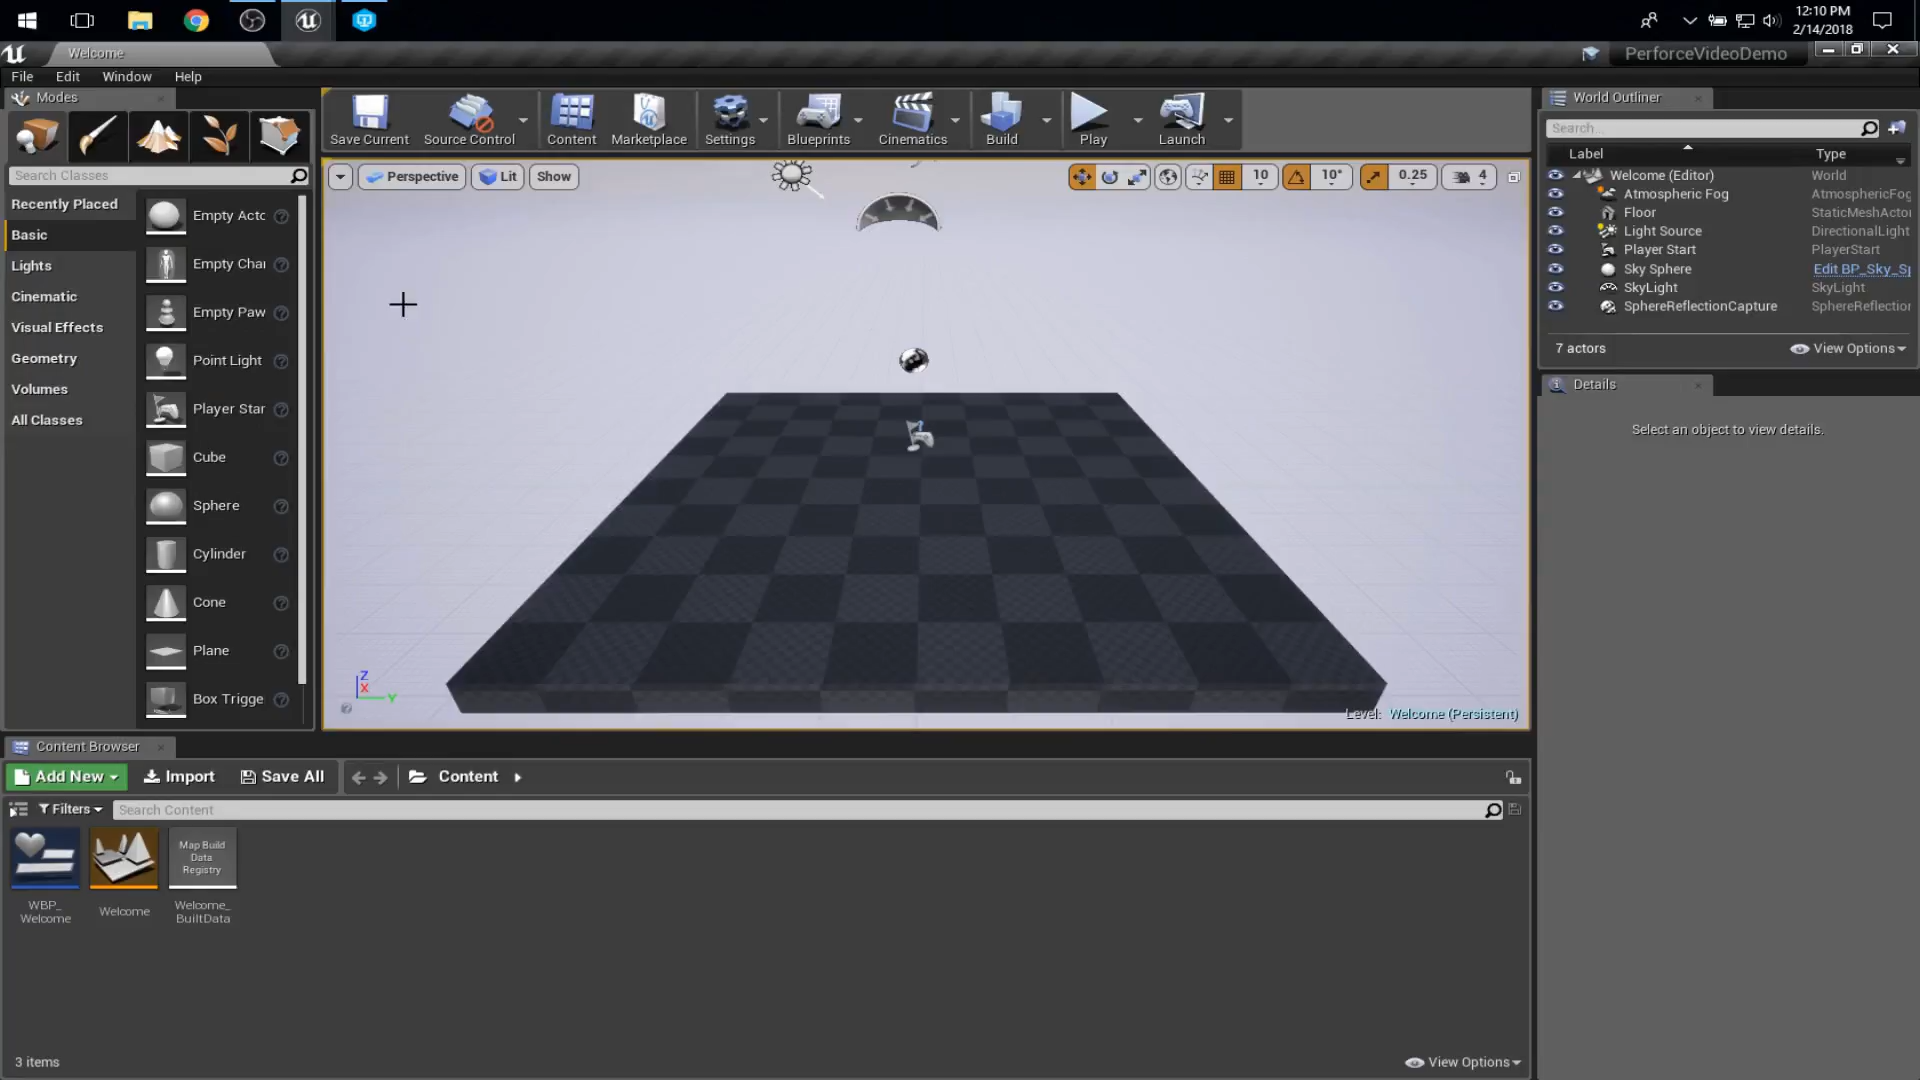 12:10 PM
2/14/2018
Welcome
PerforceVideoDemo
File Edit Window Help
Modes
Search Classes
Recently Placed
Basic
Lights
Cinematic
Visual Effects
Geometry
Volumes
All Classes
Empty Acto
Empty Chai
Empty Paw
Point Light
Player Star
Cube
Sphere
Cylinder
Cone
Plane
Box Trigge
Save Current Source Control Content Marketplace Settings Blueprints Cinematics Build Play Launch
Perspective Lit Show
10 10° 0.25 4
Z
X
Y
Level: Welcome (Persistent)
World Outliner
Search...
Label Type
Welcome (Editor) World
Atmospheric Fog AtmosphericFog
Floor StaticMeshActor
Light Source DirectionalLight
Player Start PlayerStart
Sky Sphere Edit BP_Sky_Sp
SkyLight SkyLight
SphereReflectionCapture SphereReflection
7 actors View Options
Details
Select an object to view details.
Content Browser
Add New Import Save All Content
Filters Search Content
Map Build
Data
Registry
WBP_
Welcome
Welcome
Welcome_
BuiltData
3 items View Options